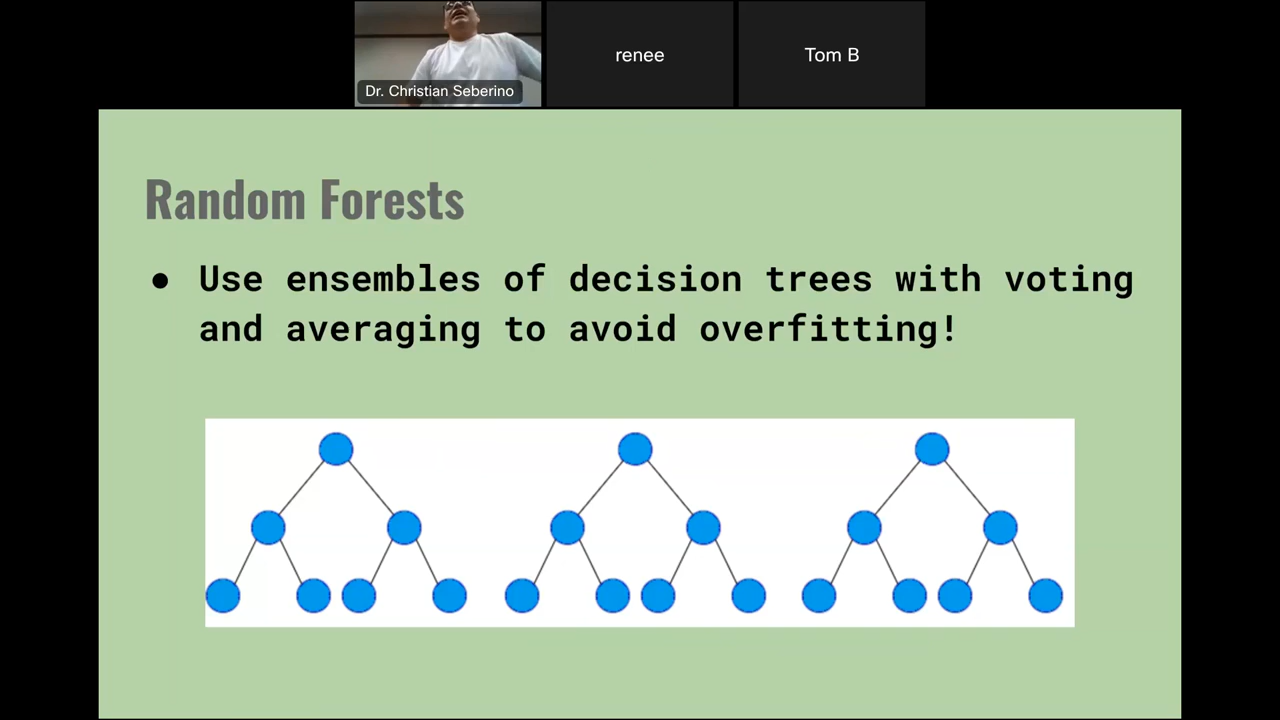 Dr. Christian Seberino
renee
Tom B
Random Forests
● Use ensembles of decision trees with voting
and averaging to avoid overfitting!